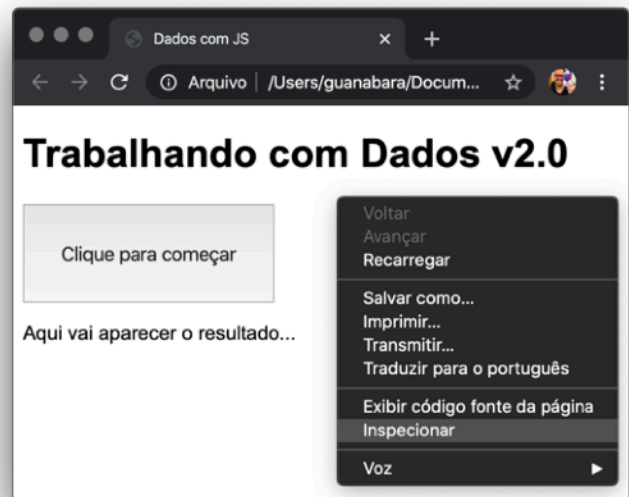 Dados com JS
Arquivo | /Users/guanabara/Docum...
Trabalhando com Dados v2.0
Clique para começar
Aqui vai aparecer o resultado...
Voltar
Avançar
Recarregar
Salvar como...
Imprimir...
Transmitir...
Traduzir para o português
Exibir código fonte da página
Inspecionar
Voz